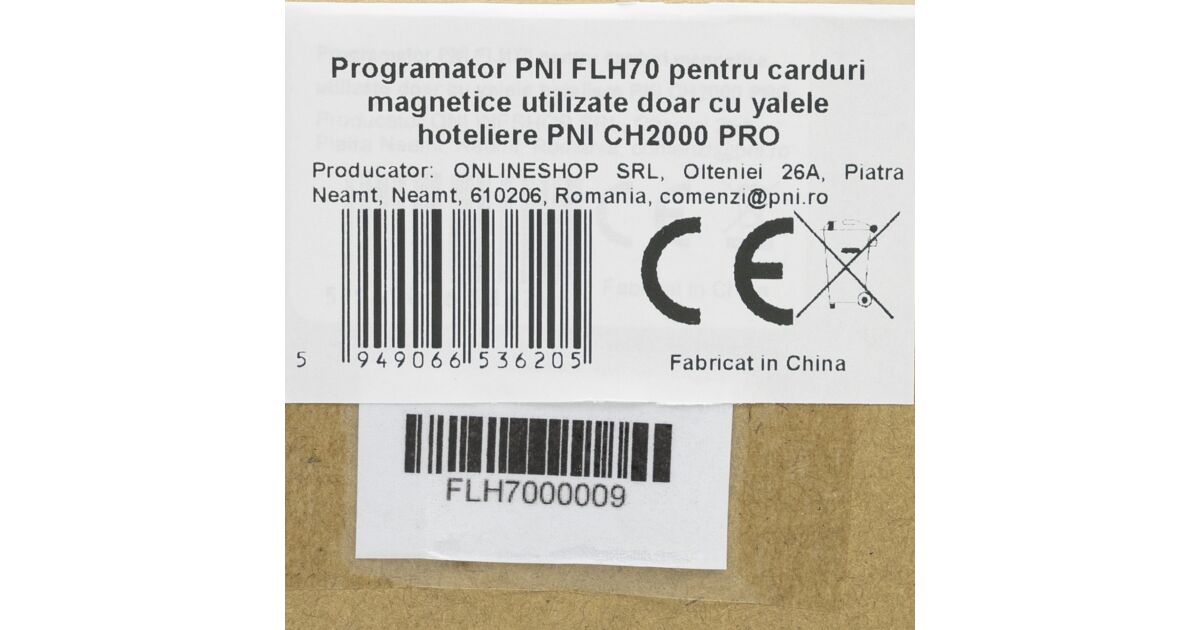 Programator PNI FLH70 pentru carduri
magnetice utilizate doar cu yalele
hoteliere PNI CH2000 PRO
Producator: ONLINESHOP SRL, Olteniei 26A, Piatra
Neamt, Neamt, 610206, Romania, comenzi@pni.ro
CE
5 949066 536205
Fabricat in China
FLH7000009